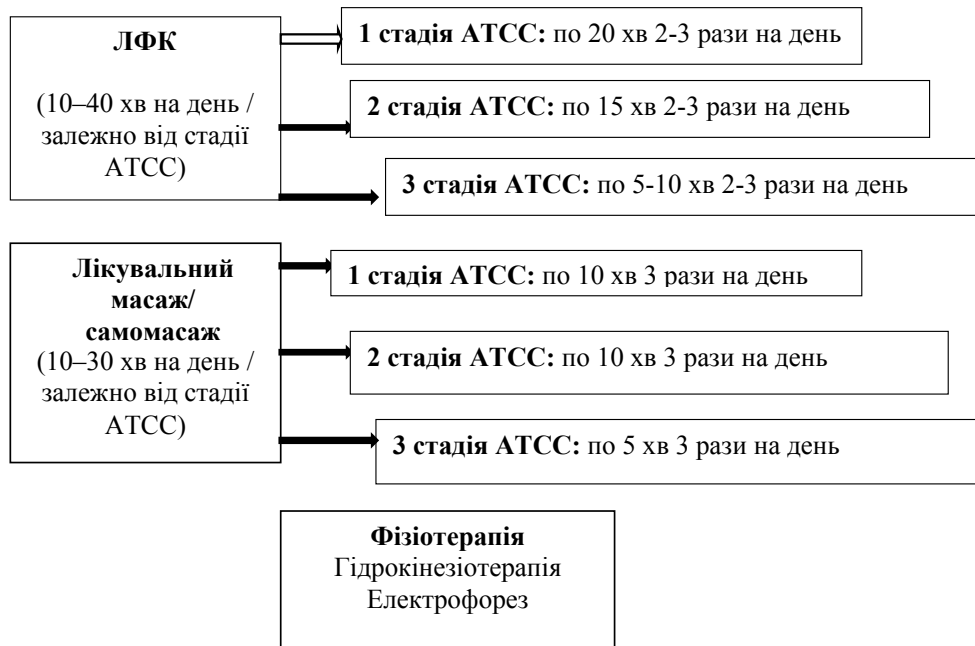 ЛФК
(10–40 хв на день /
залежно від стадії
АТСС)
1 стадія АТСС: по 20 хв 2-3 рази на день
2 стадія АТСС: по 15 хв 2-3 рази на день
3 стадія АТСС: по 5-10 хв 2-3 рази на день
Лікувальний
масаж/
самомасаж
(10–30 хв на день /
залежно від стадії
АТСС)
1 стадія АТСС: по 10 хв 3 рази на день
2 стадія АТСС: по 10 хв 3 рази на день
3 стадія АТСС: по 5 хв 3 рази на день
Фізіотерапія
Гідрокінезіотерапія
Електрофорез